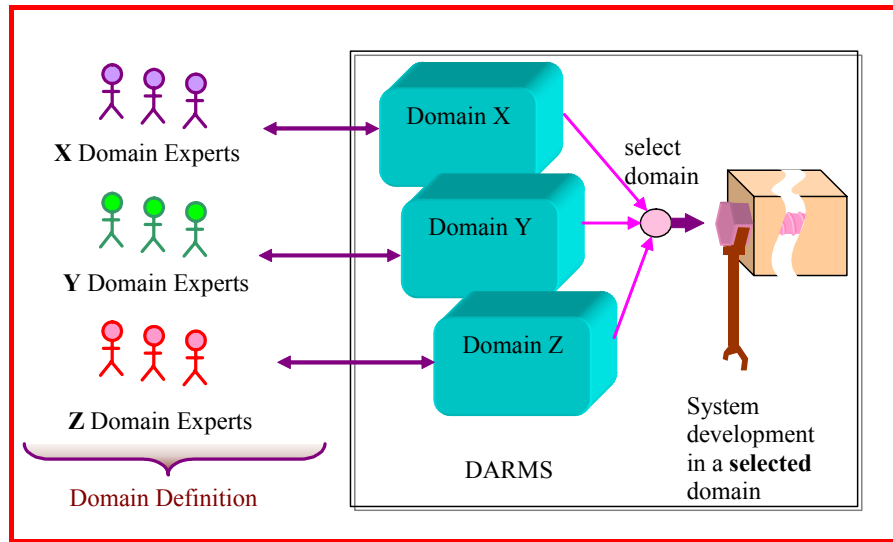 X Domain Experts
Y Domain Experts
Z Domain Experts
Domain Definition
Domain X
Domain Y
Domain Z
DARMS
select
domain
System
development
in a selected
domain